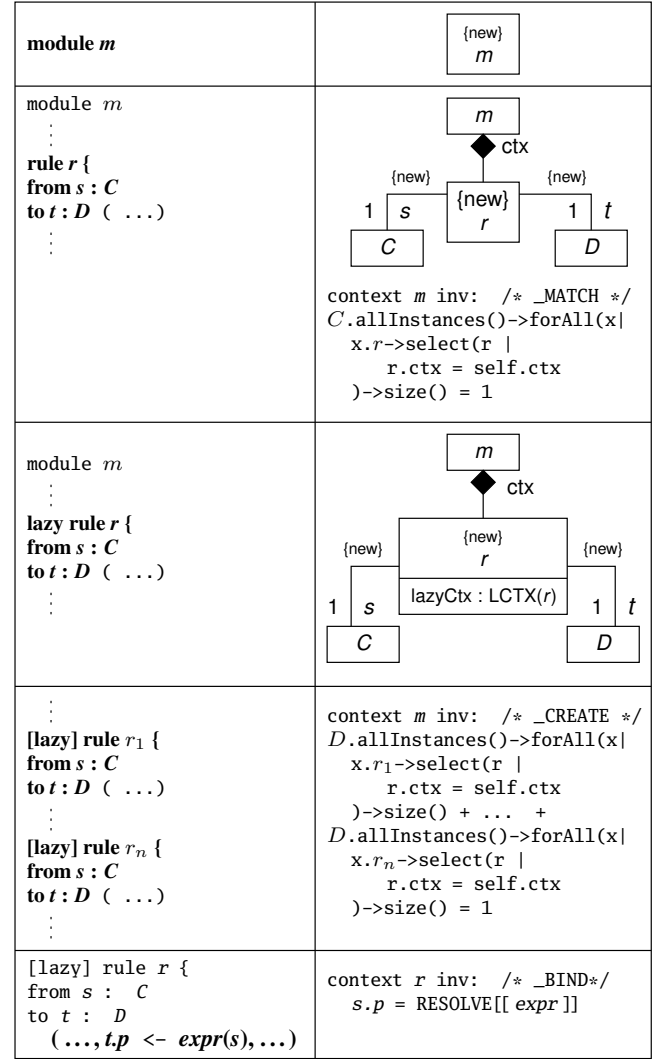 module m
{new}
m
module m
⋮
rule r {
from s : C
to t : D ( ...)
⋮
m
ctx
{new} {new}
{new}
r
1 s 1 t
C D
context m inv: /* _MATCH */
C.allInstances()->forAll(x|
x.r->select(r |
r.ctx = self.ctx
)->size() = 1
module m
⋮
lazy rule r {
from s : C
to t : D ( ...)
⋮
m
ctx
{new}
r
{new} {new}
lazyCtx : LCTX(r)
1 s 1 t
C D
⋮
[lazy] rule r₁ {
from s : C
to t : D ( ...)
⋮
[lazy] rule rₙ {
from s : C
to t : D ( ...)
⋮
context m inv: /* _CREATE */
D.allInstances()->forAll(x|
x.r₁->select(r |
r.ctx = self.ctx
)->size() + ... +
D.allInstances()->forAll(x|
x.rₙ->select(r |
r.ctx = self.ctx
)->size() = 1
[lazy] rule r {
from s : C
to t : D
( ..., t.p <- expr(s), ...)
context r inv: /* _BIND*/
s.p = RESOLVE[[ expr ]]